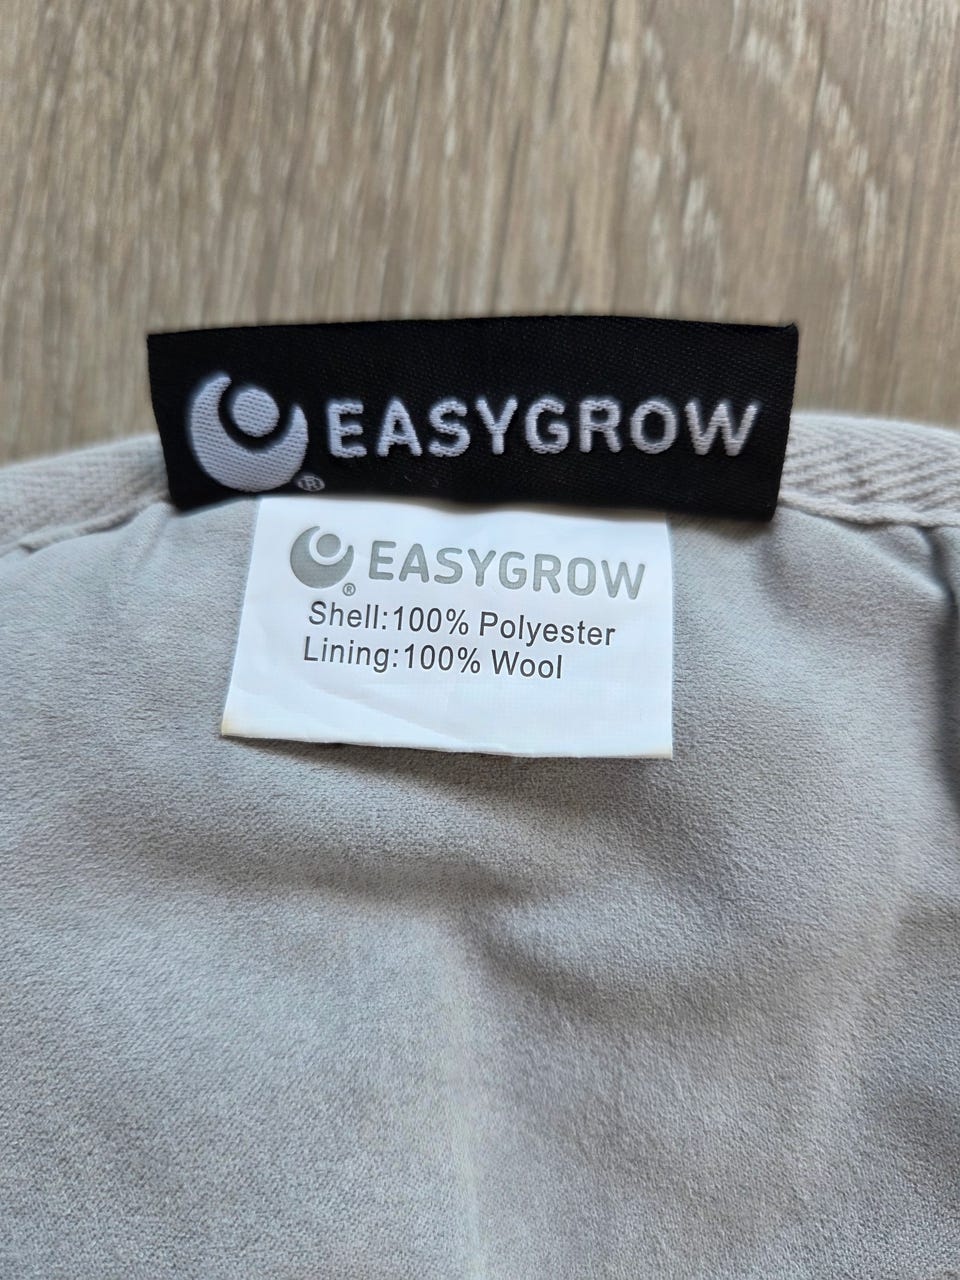 EASYGROW
®
EASYGROW
®
Shell:100% Polyester
Lining:100% Wool